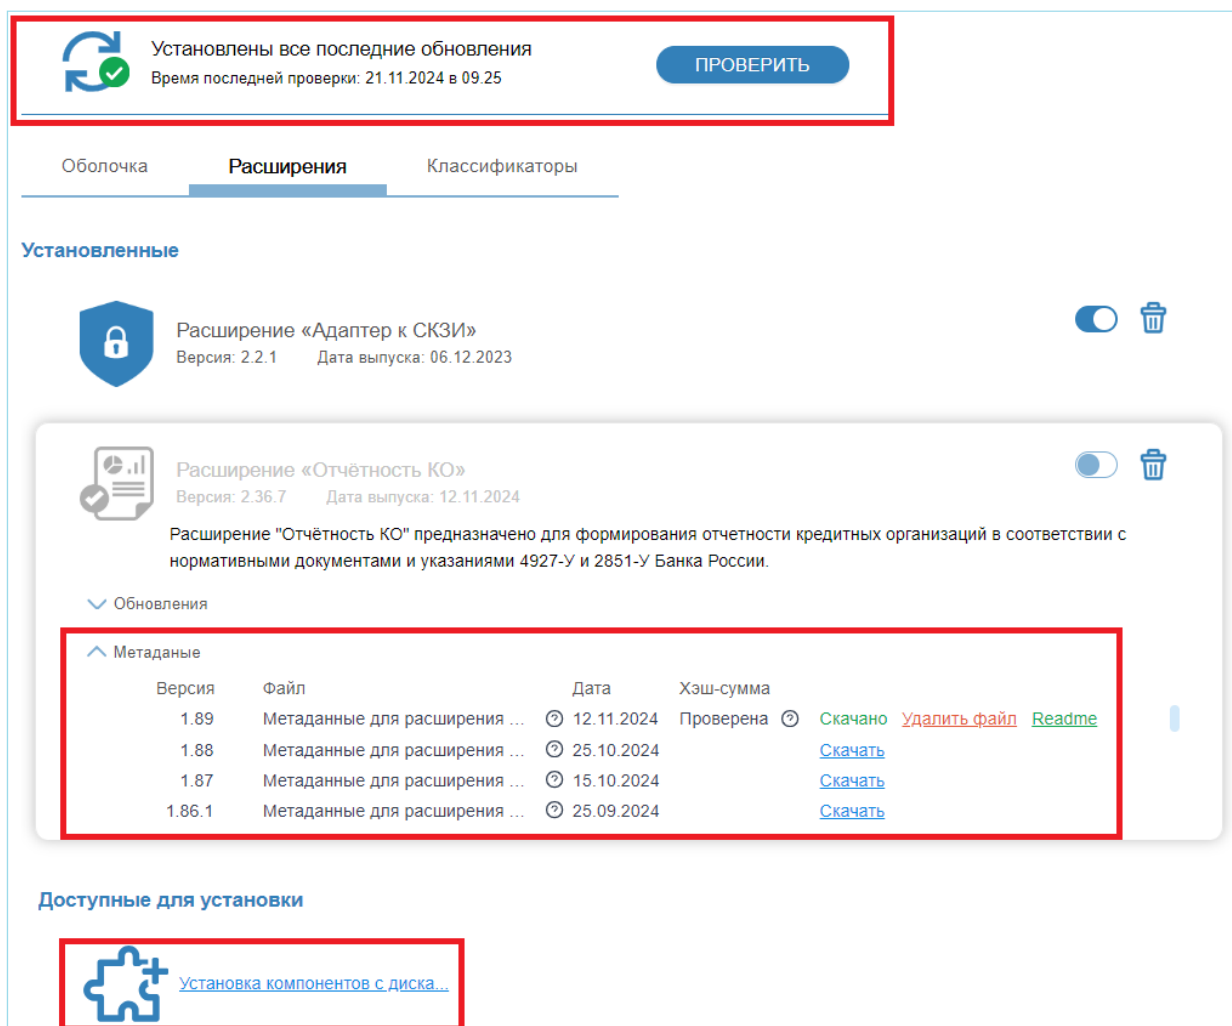 Установлены все последние обновления
Время последней проверки: 21.11.2024 в 09.25
ПРОВЕРИТЬ
Оболочка Расширения Классификаторы
Установленные
Расширение «Адаптер к СКЗИ»
Версия: 2.2.1 Дата выпуска: 06.12.2023
Расширение «Отчётность КО»
Версия: 2.36.7 Дата выпуска: 12.11.2024
Расширение "Отчётность КО" предназначено для формирования отчетности кредитных организаций в соответствии с
нормативными документами и указаниями 4927-У и 2851-У Банка России.
Обновления
Метаданые
Версия Файл Дата Хэш-сумма
1.89 Метаданные для расширения ... ? 12.11.2024 Проверена ? Скачано Удалить файл Readme
1.88 Метаданные для расширения ... ? 25.10.2024 Скачать
1.87 Метаданные для расширения ... ? 15.10.2024 Скачать
1.86.1 Метаданные для расширения ... ? 25.09.2024 Скачать
Доступные для установки
Установка компонентов с диска...